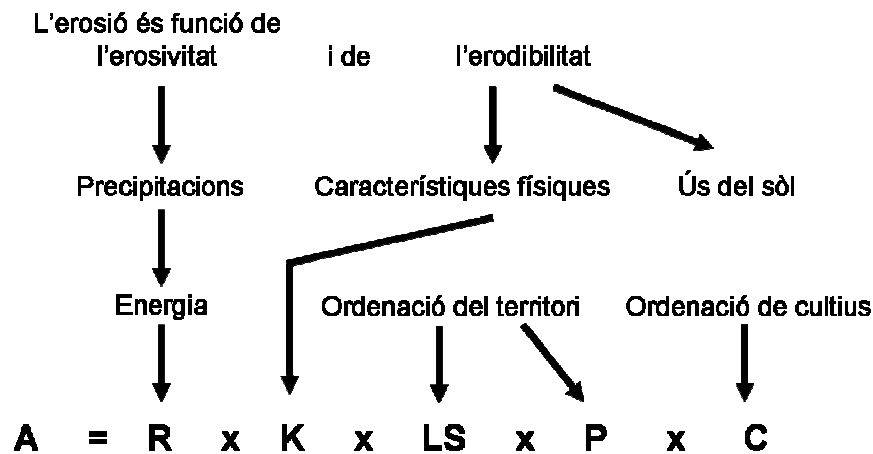 L'erosió és funció de
l'erosivitat i de l'erodibilitat
Precipitacions Característiques físiques Ús del sòl
Energia Ordenació del territori Ordenació de cultius
A = R x K x LS x P x C